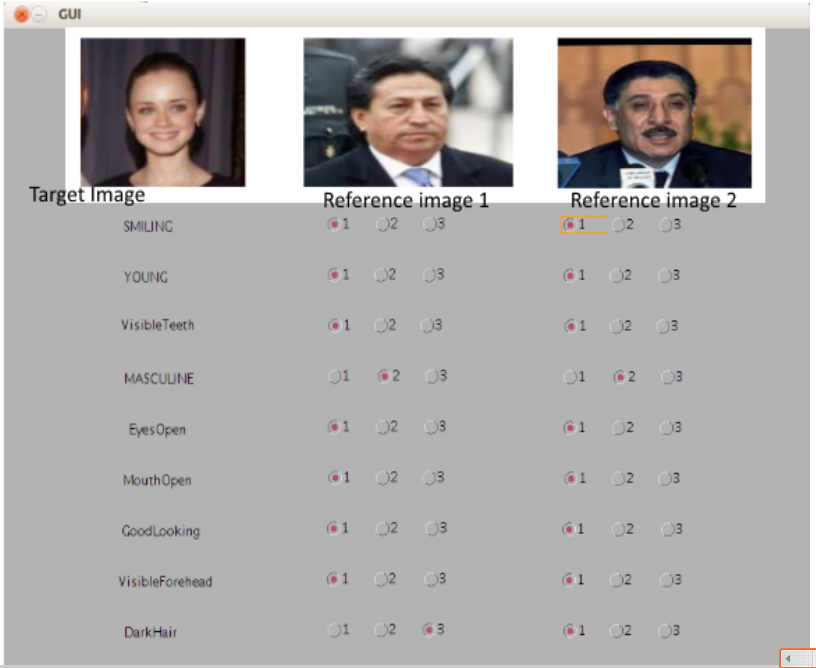 GUI
Target Image
Reference image 1
Reference image 2
SMILING 1 2 3 1 2 3
YOUNG 1 2 3 1 2 3
VisibleTeeth 1 2 3 1 2 3
MASCULINE 1 2 3 1 2 3
EyesOpen 1 2 3 1 2 3
MouthOpen 1 2 3 1 2 3
GoodLooking 1 2 3 1 2 3
VisibleForehead 1 2 3 1 2 3
DarkHair 1 2 3 1 2 3